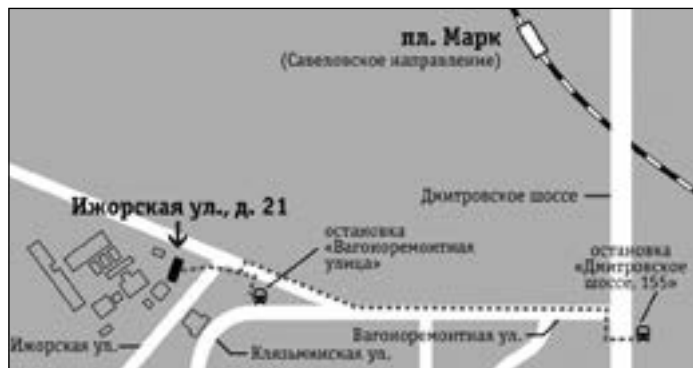 пл. Марк
(Савеловское направление)
Дмитровское шоссе
Ижорская ул., д. 21
остановка
«Вагоноремонтная
улица»
остановка
«Дмитровское
шоссе, 155»
Вагоноремонтная ул.
Ижорская ул.
Клязьминская ул.